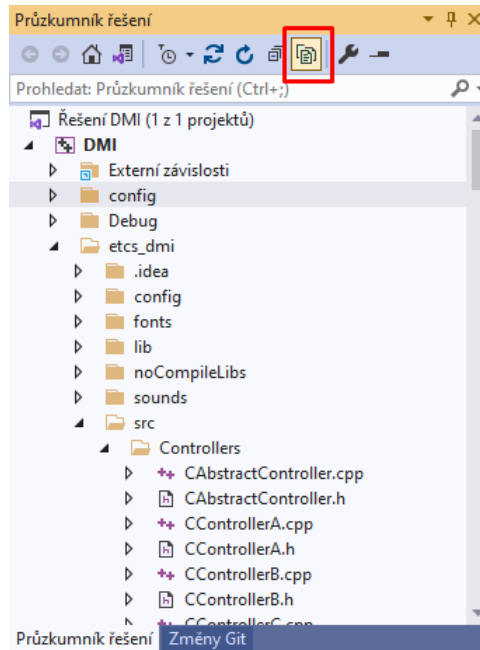 Průzkumník řešení
Prohledat: Průzkumník řešení (Ctrl+;)
Řešení DMI (1 z 1 projektů)
DMI
Externí závislosti
config
Debug
etcs_dmi
.idea
config
fonts
lib
noCompileLibs
sounds
src
Controllers
CAbstractController.cpp
CAbstractController.h
CControllerA.cpp
CControllerA.h
CControllerB.cpp
CControllerB.h
CControllerC.cpp
Průzkumník řešení Změny Git